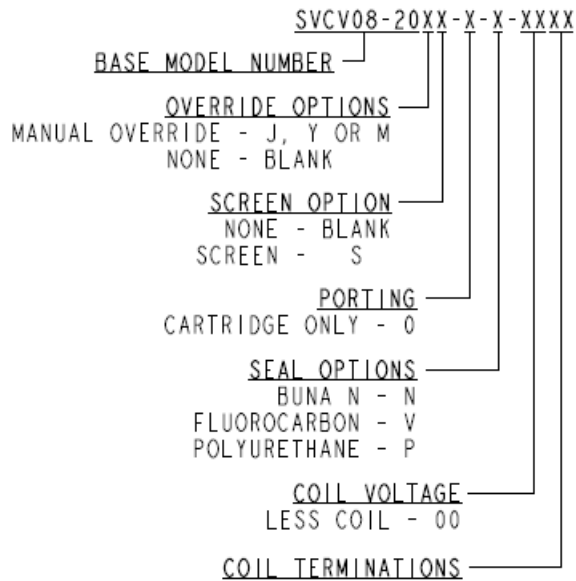 SVCV08-20XX-X-X-XXXX
BASE MODEL NUMBER
OVERRIDE OPTIONS
MANUAL OVERRIDE - J, Y OR M
NONE - BLANK
SCREEN OPTION
NONE - BLANK
SCREEN - S
PORTING
CARTRIDGE ONLY - 0
SEAL OPTIONS
BUNA N - N
FLUOROCARBON - V
POLYURETHANE - P
COIL VOLTAGE
LESS COIL - 00
COIL TERMINATIONS